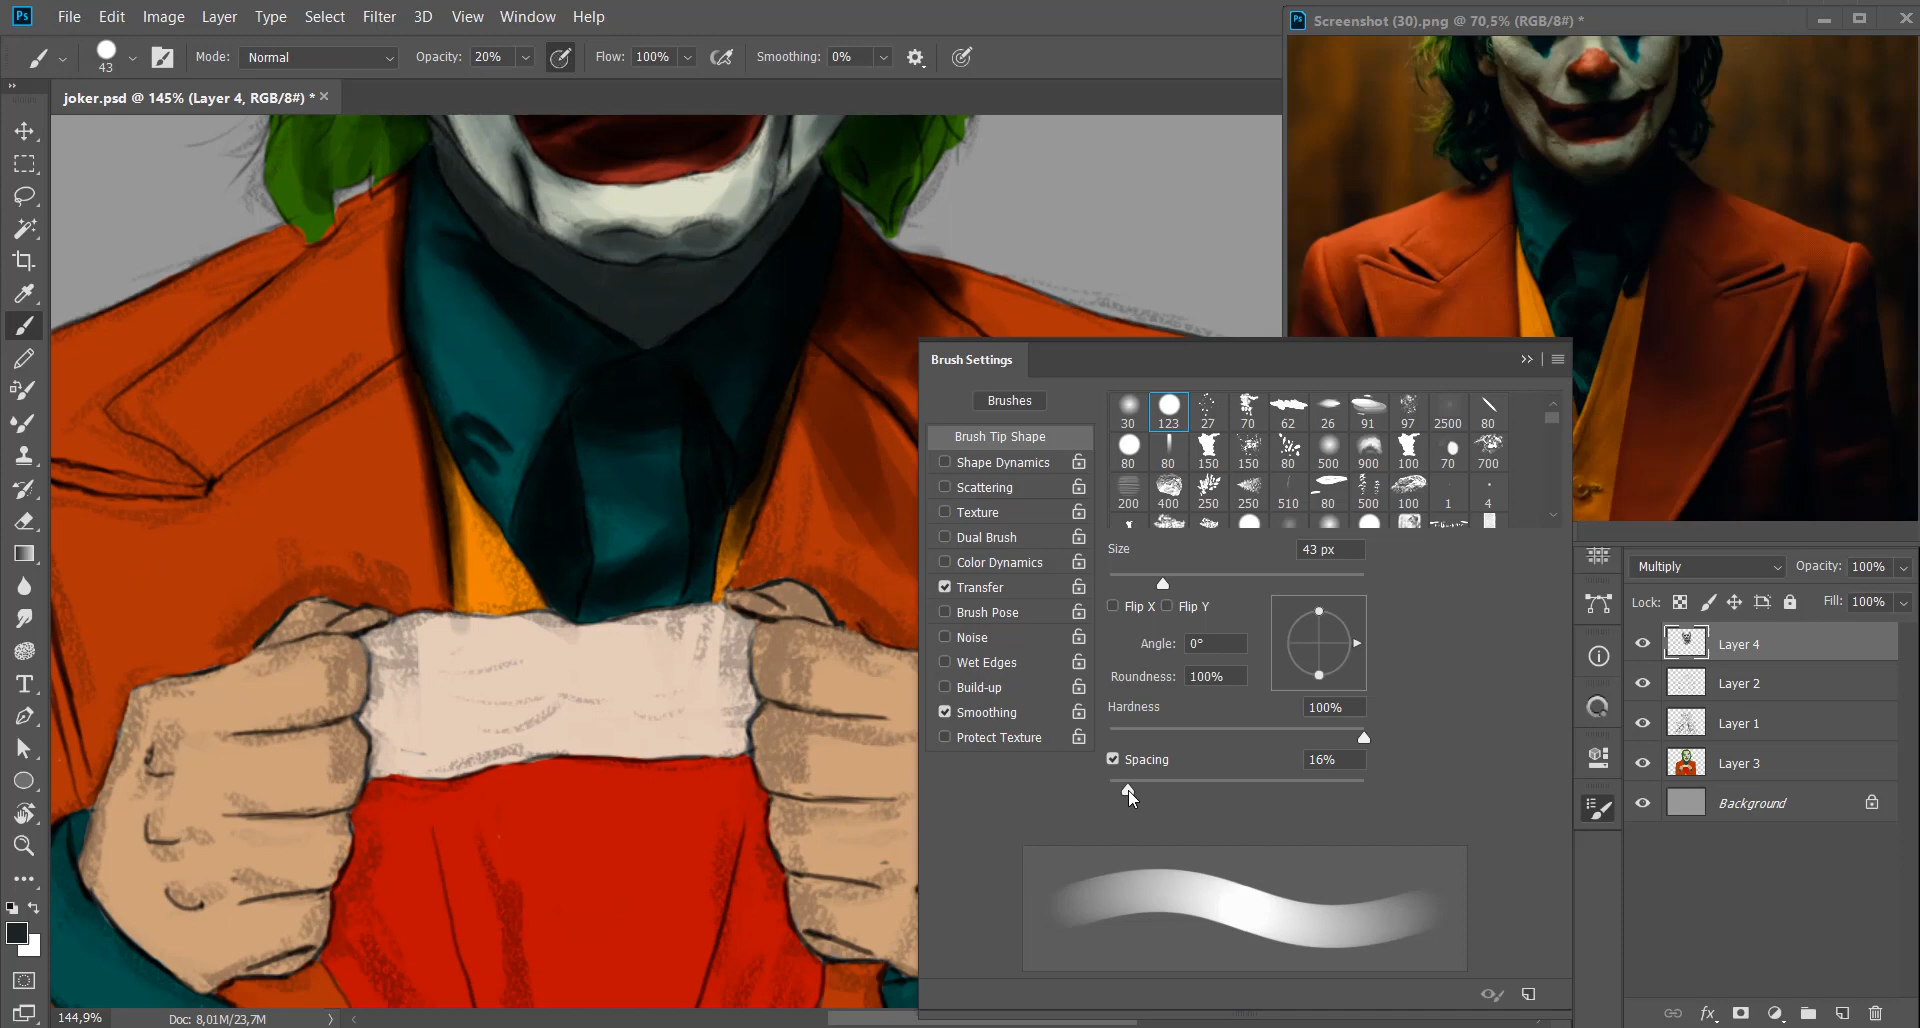 Ps File Edit Image Layer Type Select Filter 3D View Window Help
Ps Screenshot (30).png @ 70,5% (RGB/8#) *
43 Mode: Normal Opacity: 20% Flow: 100% Smoothing: 0%
joker.psd @ 145% (Layer 4, RGB/8#) * ×
Brush Settings
Brushes
Brush Tip Shape
Shape Dynamics
Scattering
Texture
Dual Brush
Color Dynamics
Transfer
Brush Pose
Noise
Wet Edges
Build-up
Smoothing
Protect Texture
30 123 27 70 62 26 91 97 2500 80
80 80 150 150 80 500 900 100 70 700
200 400 250 250 510 80 500 100 1 4
Size 43 px
Flip X Flip Y
Angle: 0°
Roundness: 100%
Hardness 100%
Spacing 16%
Multiply Opacity: 100%
Lock: Fill: 100%
Layer 4
Layer 2
Layer 1
Layer 3
Background
fx
144,9% Doc: 8,01M/23,7M